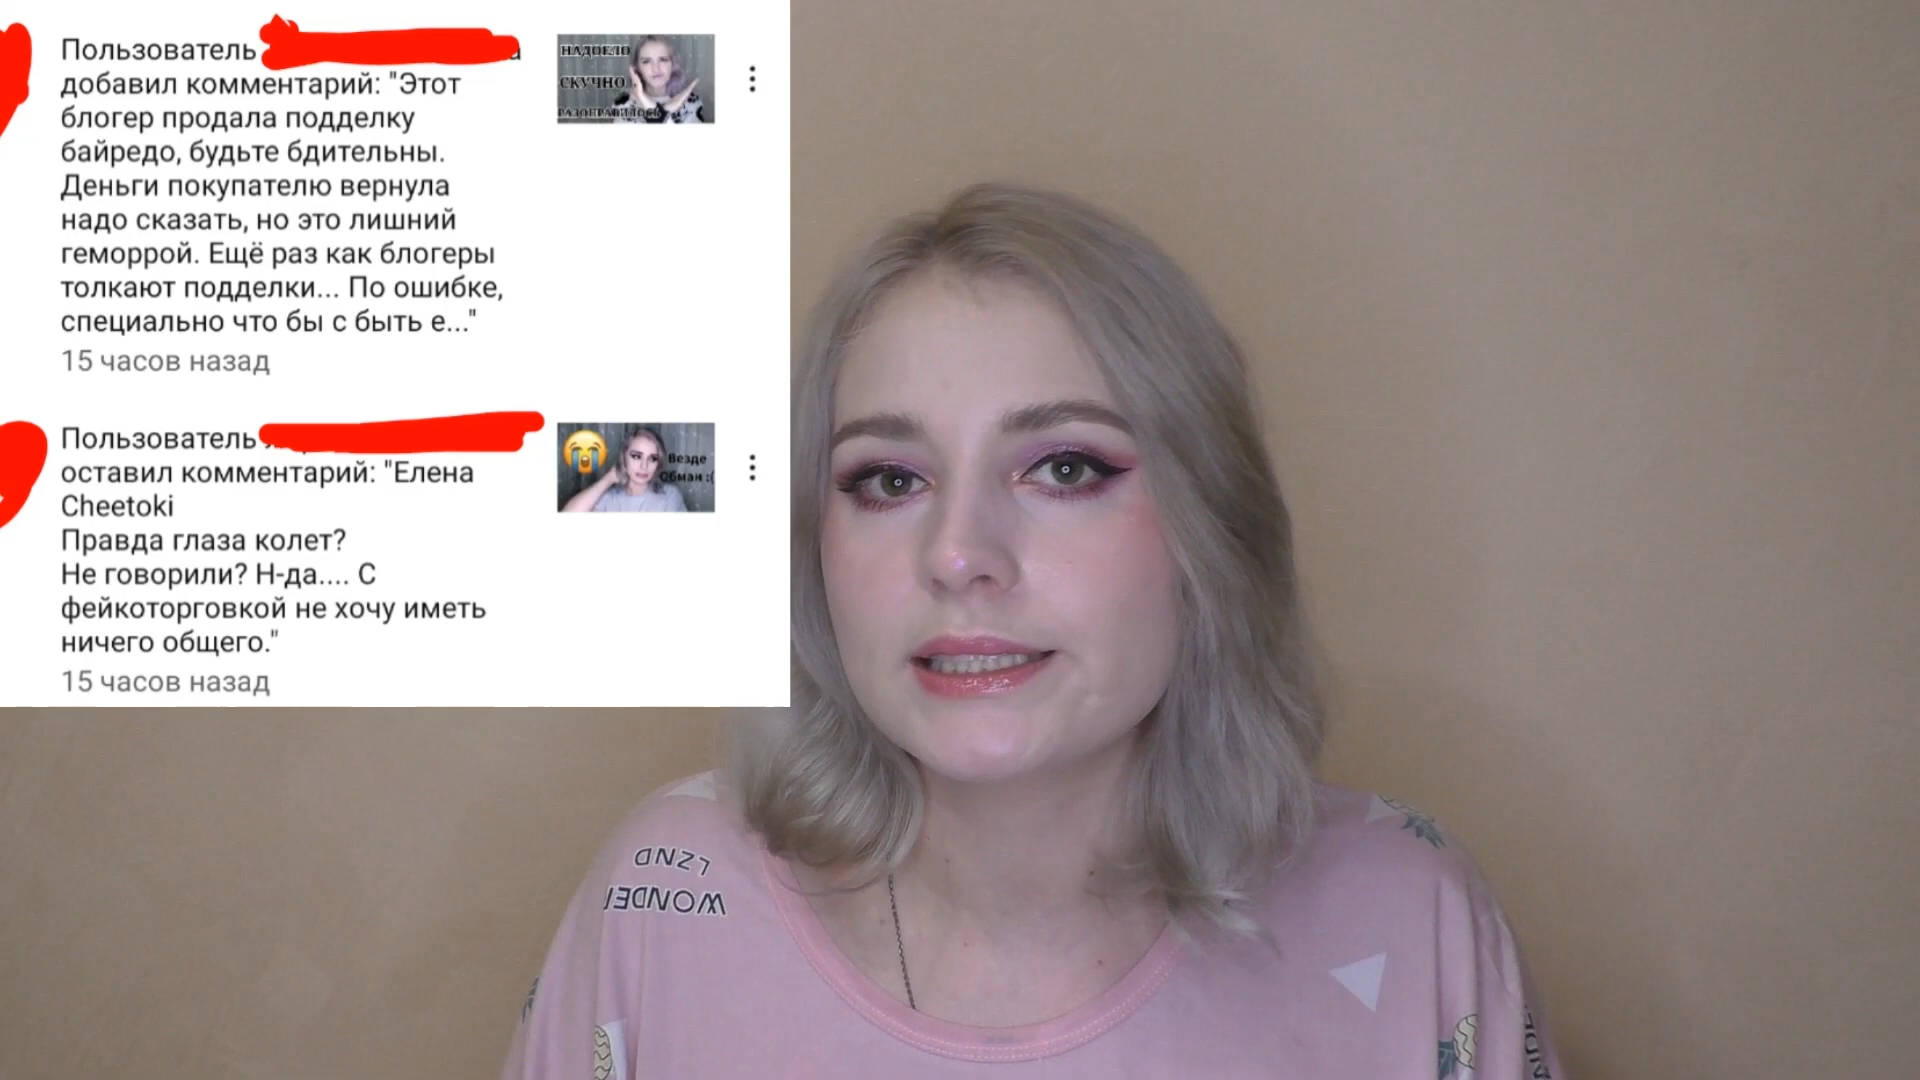 Пользователь
добавил комментарий: "Этот
блогер продала подделку
байредо, будьте бдительны.
Деньги покупателю вернула
надо сказать, но это лишний
геморрой. Ещё раз как блогеры
толкают подделки... По ошибке,
специально что бы с быть е..."
15 часов назад
НАДОЕЛО
СКУЧНО
РАЗОНРАВИЛОСЬ
Пользователь
оставил комментарий: "Елена
Cheetoki
Правда глаза колет?
Не говорили? Н-да.... С
фейкоторговкой не хочу иметь
ничего общего."
15 часов назад
Везде
Обман :(
WONDE